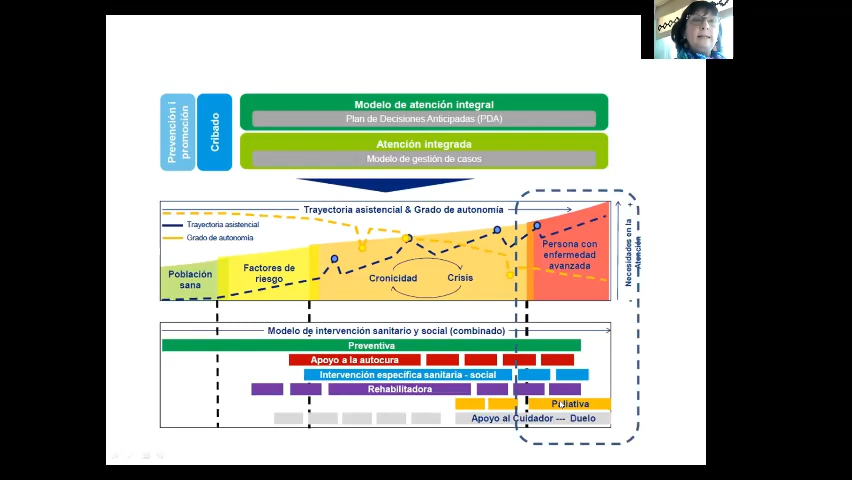 Prevención i
promoción
Cribado
Modelo de atención integral
Plan de Decisiones Anticipadas (PDA)
Atención integrada
Modelo de gestión de casos
Trayectoria asistencial & Grado de autonomía
Trayectoria asistencial
Grado de autonomía
Población
sana
Factores de
riesgo
Cronicidad
Crisis
Persona con
enfermedad
avanzada
- Necesidades en la +
Atención
Modelo de intervención sanitario y social (combinado)
Preventiva
Apoyo a la autocura
Intervención específica sanitaria - social
Rehabilitadora
Paliativa
Apoyo al Cuidador --- Duelo